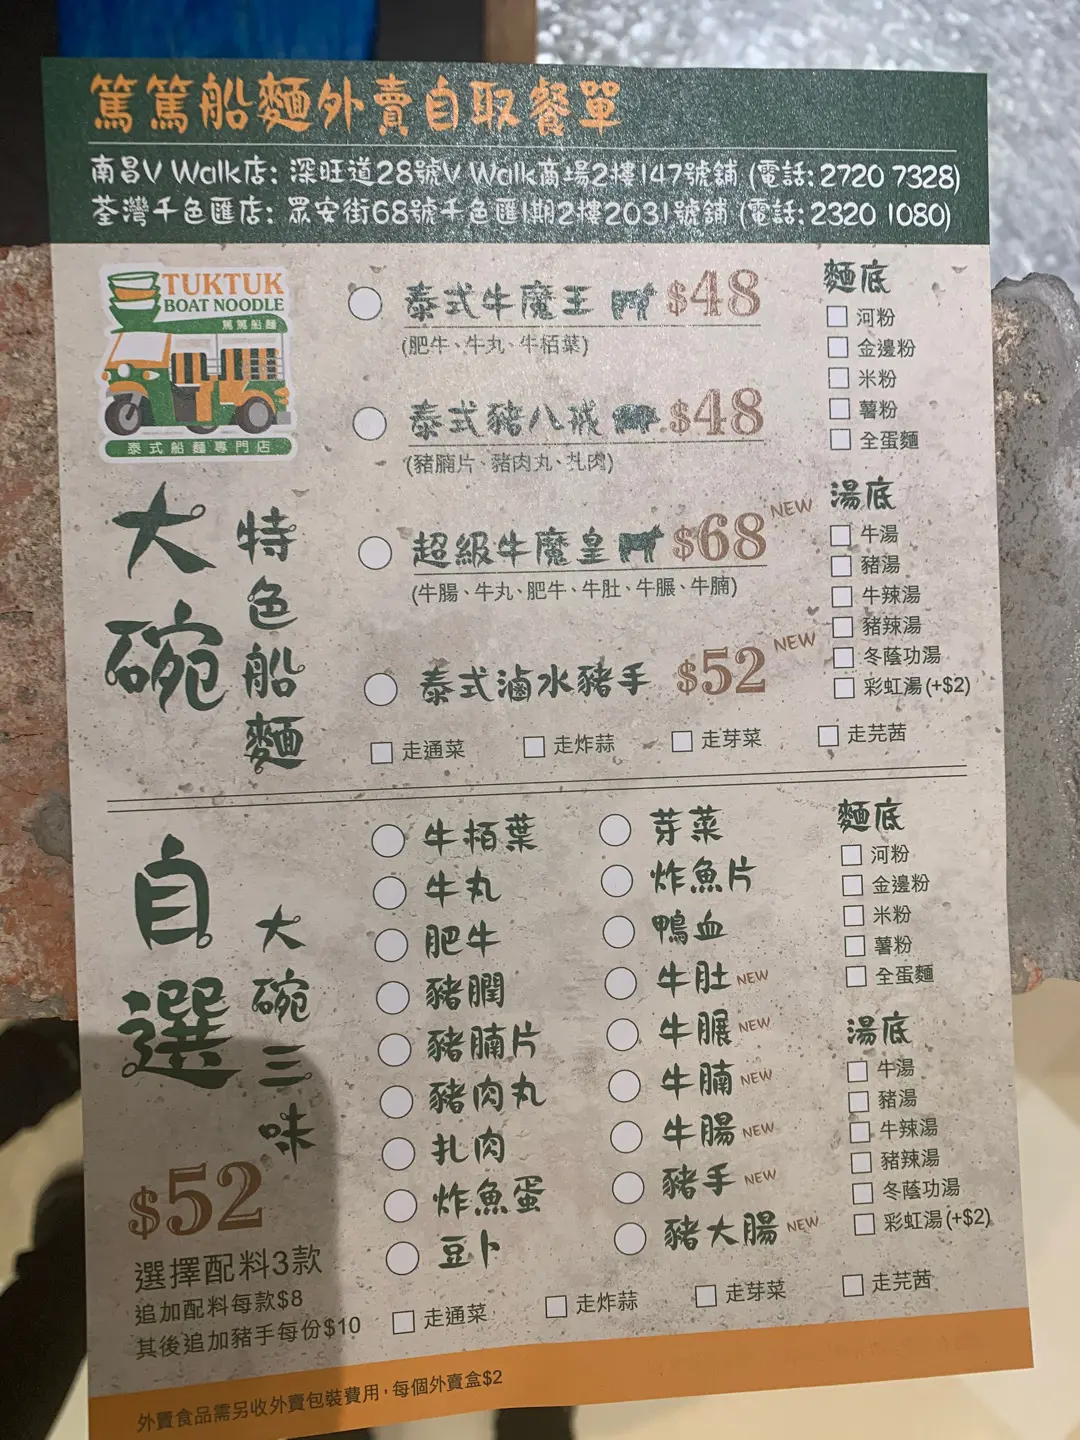 篤篤船麵外賣自取餐單
南昌V Walk店: 深旺道28號V Walk商場2樓147號舖 (電話: 2720 7328)
荃灣千色匯店: 眾安街68號千色匯1期2樓2031號舖 (電話: 2320 1080)
TUKTUK
BOAT NOODLE
篤篤船麵
泰式船麵專門店
大碗
特色船麵
泰式牛魔王 $48
(肥牛、牛丸、牛栢葉)
泰式豬八戒 $48
(豬腩片、豬肉丸、扎肉)
超級牛魔皇 $68 NEW
(牛腸、牛丸、肥牛、牛肚、牛𦟌、牛腩)
泰式滷水豬手 $52 NEW
麵底
河粉
金邊粉
米粉
薯粉
全蛋麵
湯底
牛湯
豬湯
牛辣湯
豬辣湯
冬蔭功湯
彩虹湯(+$2)
走通菜
走炸蒜
走芽菜
走芫茜
自選
大碗三味
$52
選擇配料3款
追加配料每款$8
其後追加豬手每份$10
牛栢葉
牛丸
肥牛
豬膶
豬腩片
豬肉丸
扎肉
炸魚蛋
豆卜
芽菜
炸魚片
鴨血
牛肚 NEW
牛𦟌 NEW
牛腩 NEW
牛腸 NEW
豬手 NEW
豬大腸 NEW
麵底
河粉
金邊粉
米粉
薯粉
全蛋麵
湯底
牛湯
豬湯
牛辣湯
豬辣湯
冬蔭功湯
彩虹湯(+$2)
走通菜
走炸蒜
走芽菜
走芫茜
外賣食品需另收外賣包裝費用，每個外賣盒$2